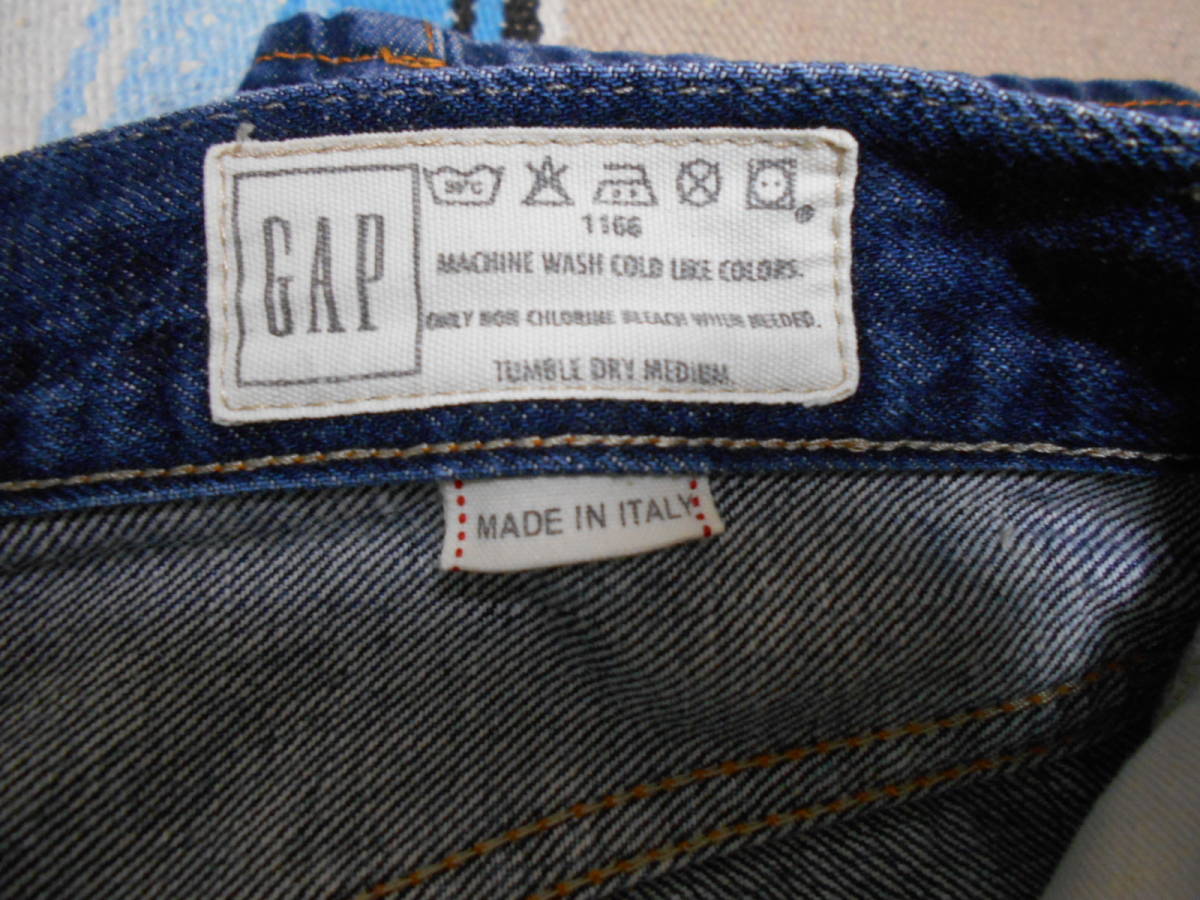 GAP
30°C
1166
MACHINE WASH COLD LIKE COLORS.
ONLY NON-CHLORINE BLEACH WHEN NEEDED.
TUMBLE DRY MEDIUM.
MADE IN ITALY